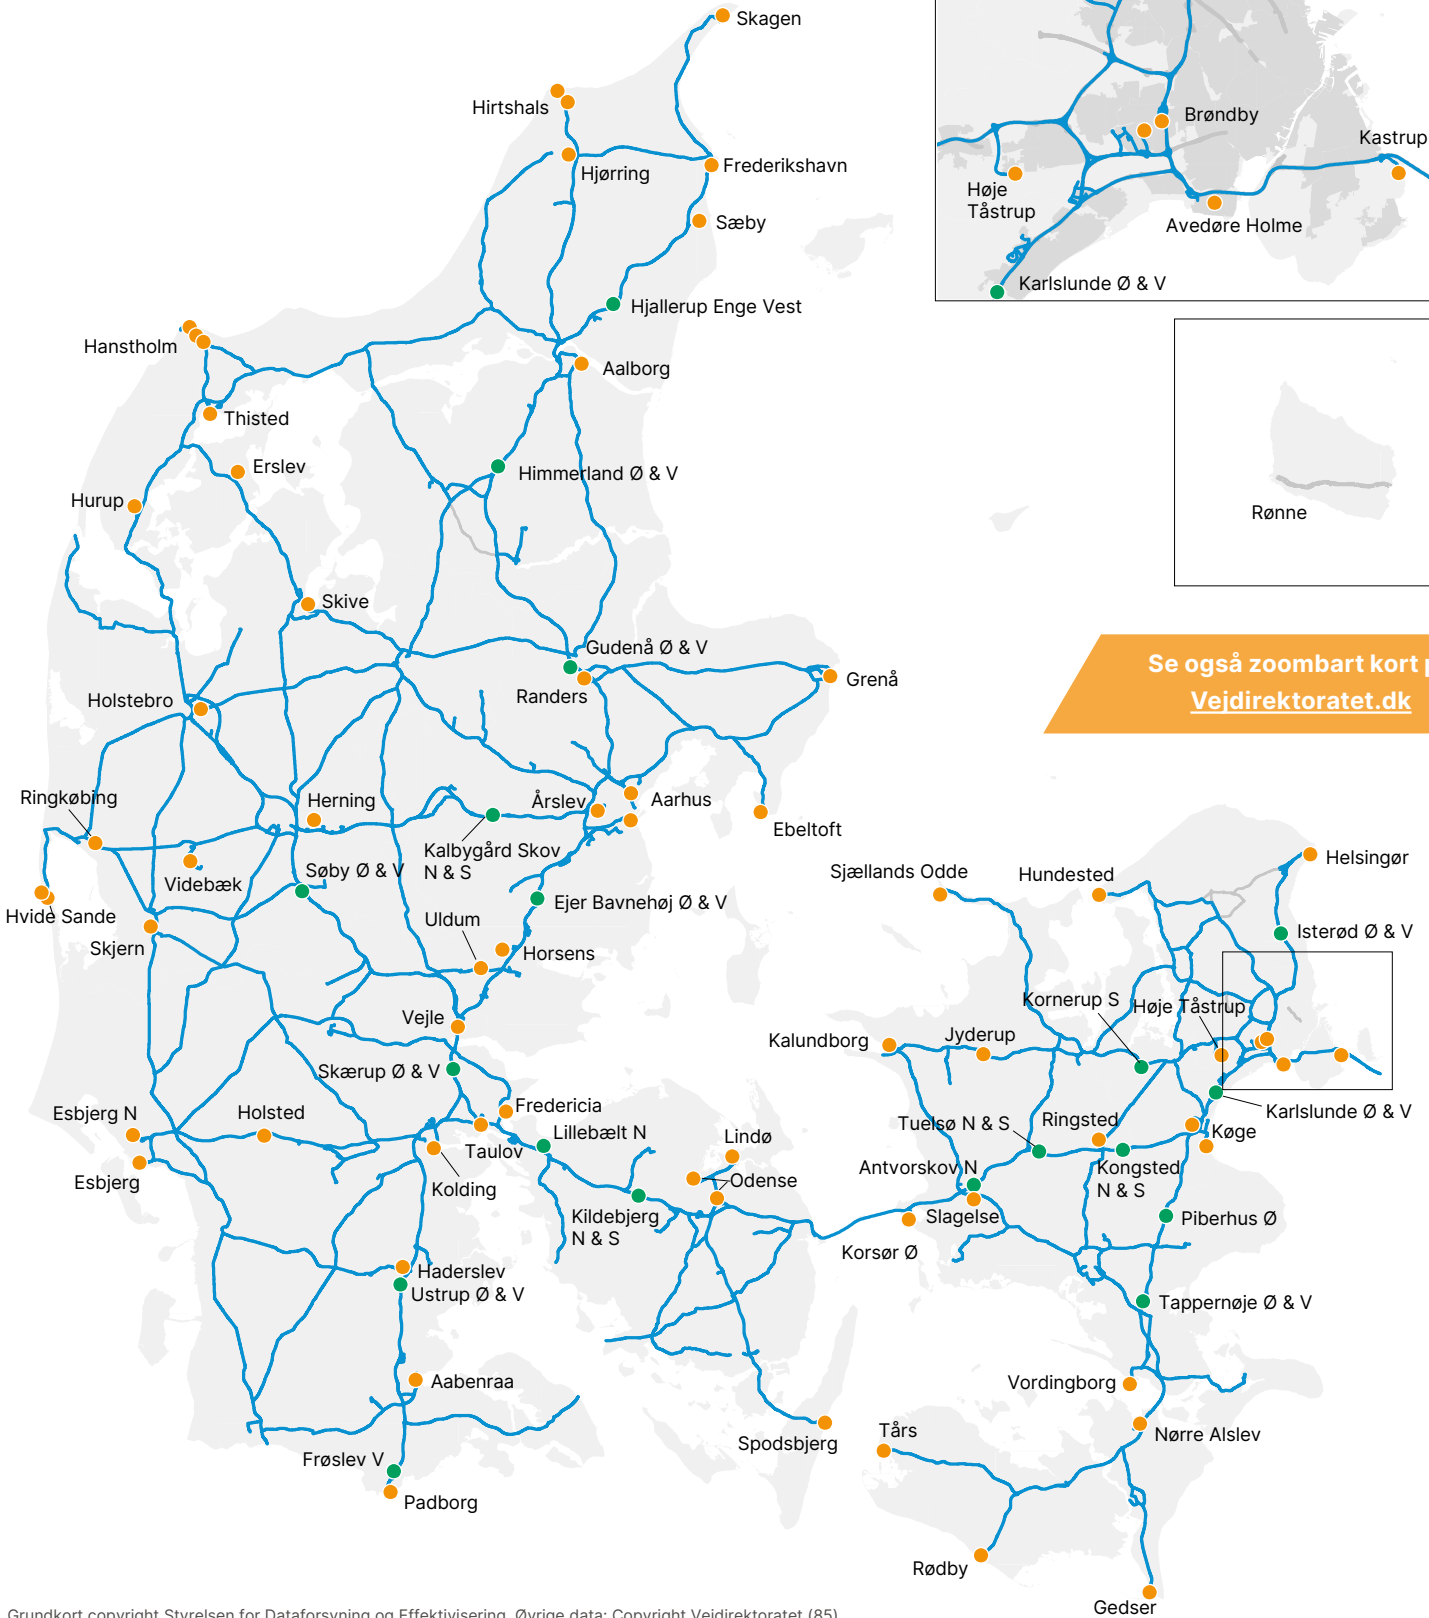 Skagen
Hirtshals
Hjørring
Frederikshavn
Sæby
Hjallerup Enge Vest
Hanstholm
Aalborg
Thisted
Erslev
Himmerland Ø & V
Hurup
Skive
Gudenå Ø & V
Randers
Grenå
Holstebro
Ringkøbing
Herning
Årslev
Aarhus
Ebeltoft
Kalbygård Skov
N & S
Videbæk
Søby Ø & V
Hvide Sande
Skjern
Uldum
Ejer Bavnehøj Ø & V
Horsens
Vejle
Skærup Ø & V
Esbjerg N
Holsted
Fredericia
Lillebælt N
Taulov
Esbjerg
Kolding
Lindø
Odense
Kildebjerg
N & S
Haderslev
Ustrup Ø & V
Aabenraa
Frøslev V
Padborg
Spodsbjerg
Brøndby
Kastrup
Høje
Tåstrup
Avedøre Holme
Karlslunde Ø & V
Rønne
Se også zoombart kort p
Vejdirektoratet.dk
Sjællands Odde
Hundested
Helsingør
Isterød Ø & V
Kornerup S
Høje Tåstrup
Kalundborg
Jyderup
Karlslunde Ø & V
Tuelsø N & S
Ringsted
Køge
Antvorskov N
Kongsted
N & S
Slagelse
Piberhus Ø
Korsør Ø
Tappernøje Ø & V
Vordingborg
Tårs
Nørre Alslev
Rødby
Gedser
Grundkort copyright Styrelsen for Dataforsyning og Effektivisering. Øvrige data: Copyright Vejdirektoratet (85)